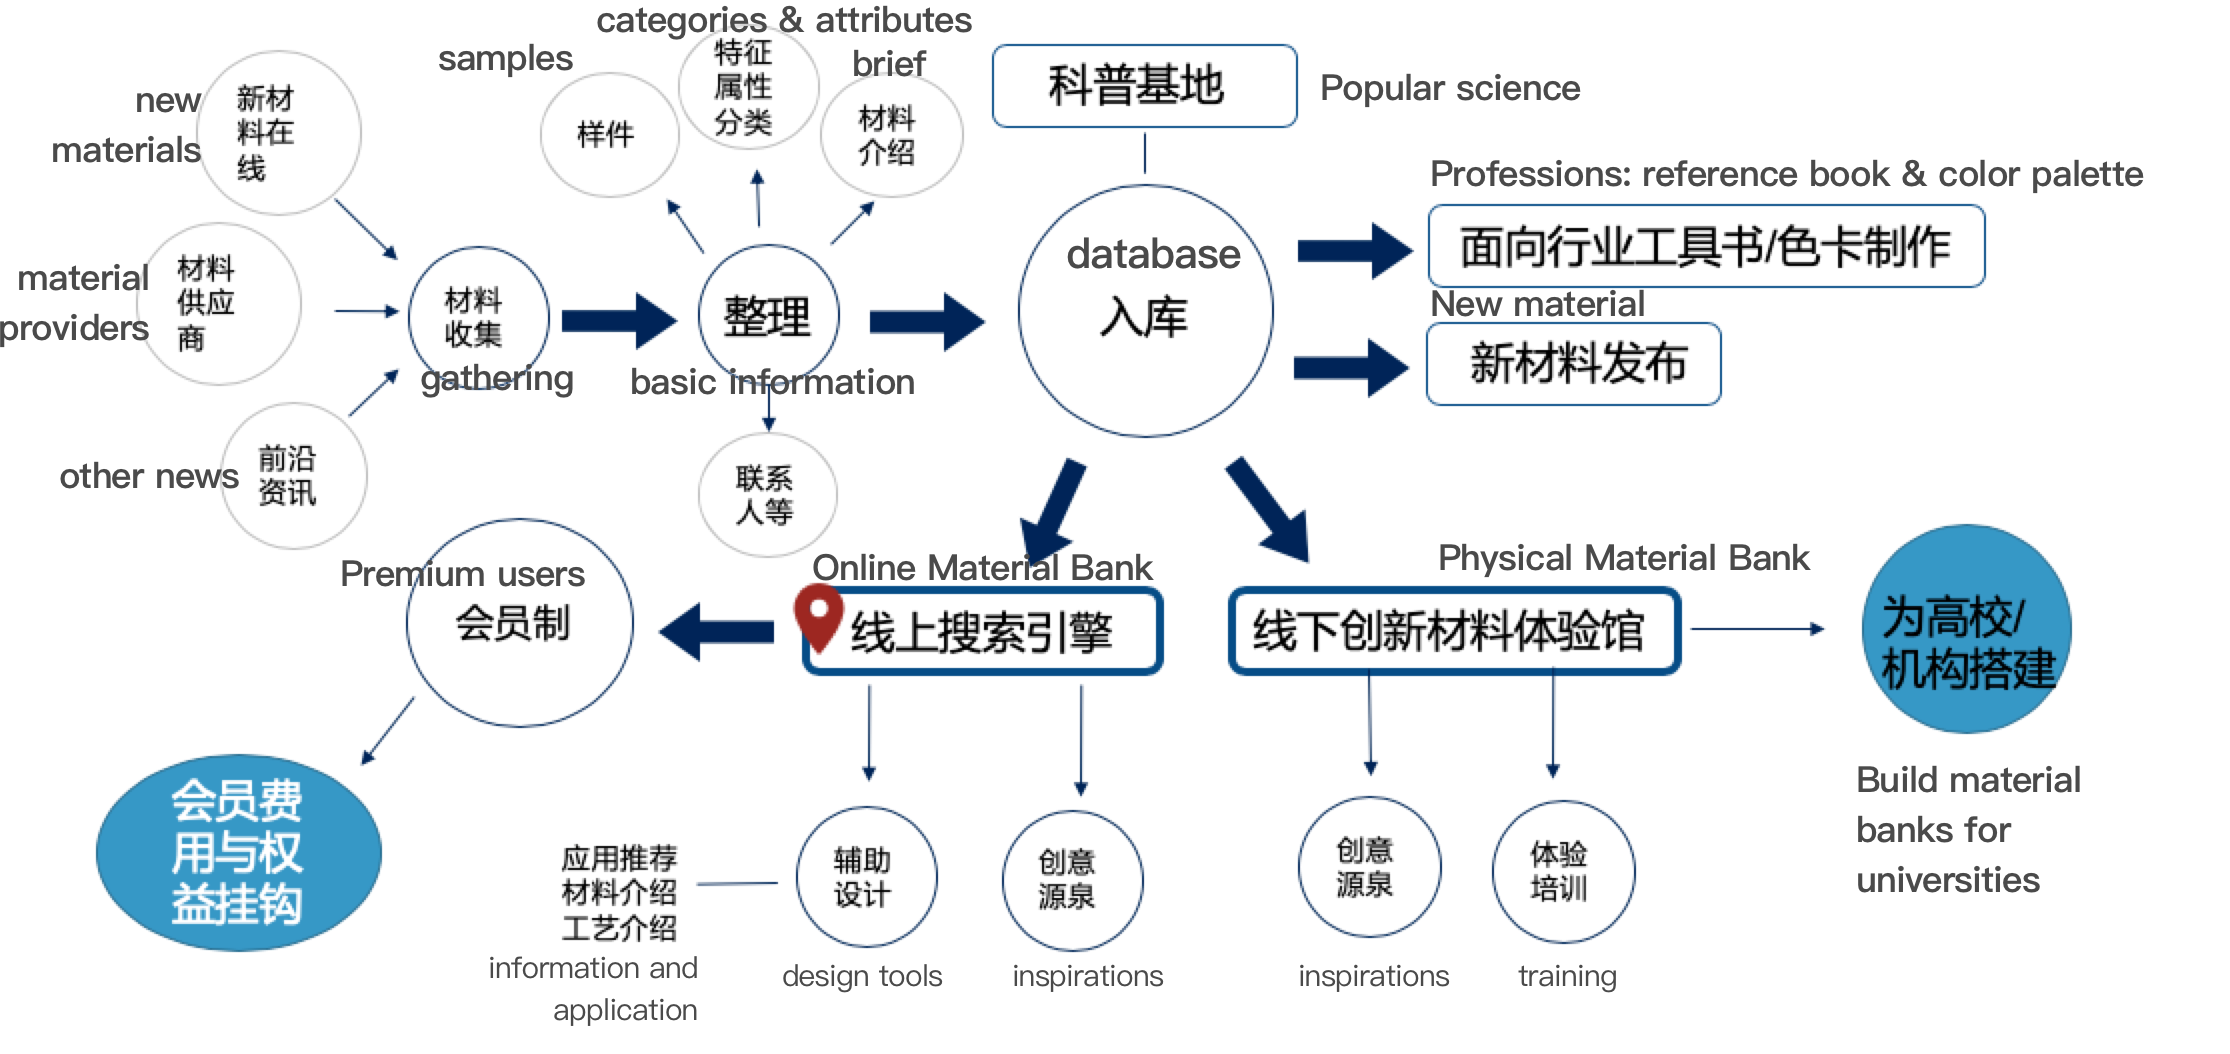 categories & attributes
samples
brief
特征
属性
分类
样件
材料
介绍
new
materials
新材
料在
线
material
providers
材料
供应
商
other news
前沿
资讯
材料
收集
gathering
整理
basic information
联系
人等
科普基地
Popular science
database
入库
Professions: reference book & color palette
面向行业工具书/色卡制作
New material
新材料发布
Premium users
会员制
会员费
用与权
益挂钩
Online Material Bank
线上搜索引擎
Physical Material Bank
线下创新材料体验馆
为高校/
机构搭建
Build material
banks for
universities
应用推荐
材料介绍
工艺介绍
information and
application
辅助
设计
design tools
创意
源泉
inspirations
创意
源泉
inspirations
体验
培训
training